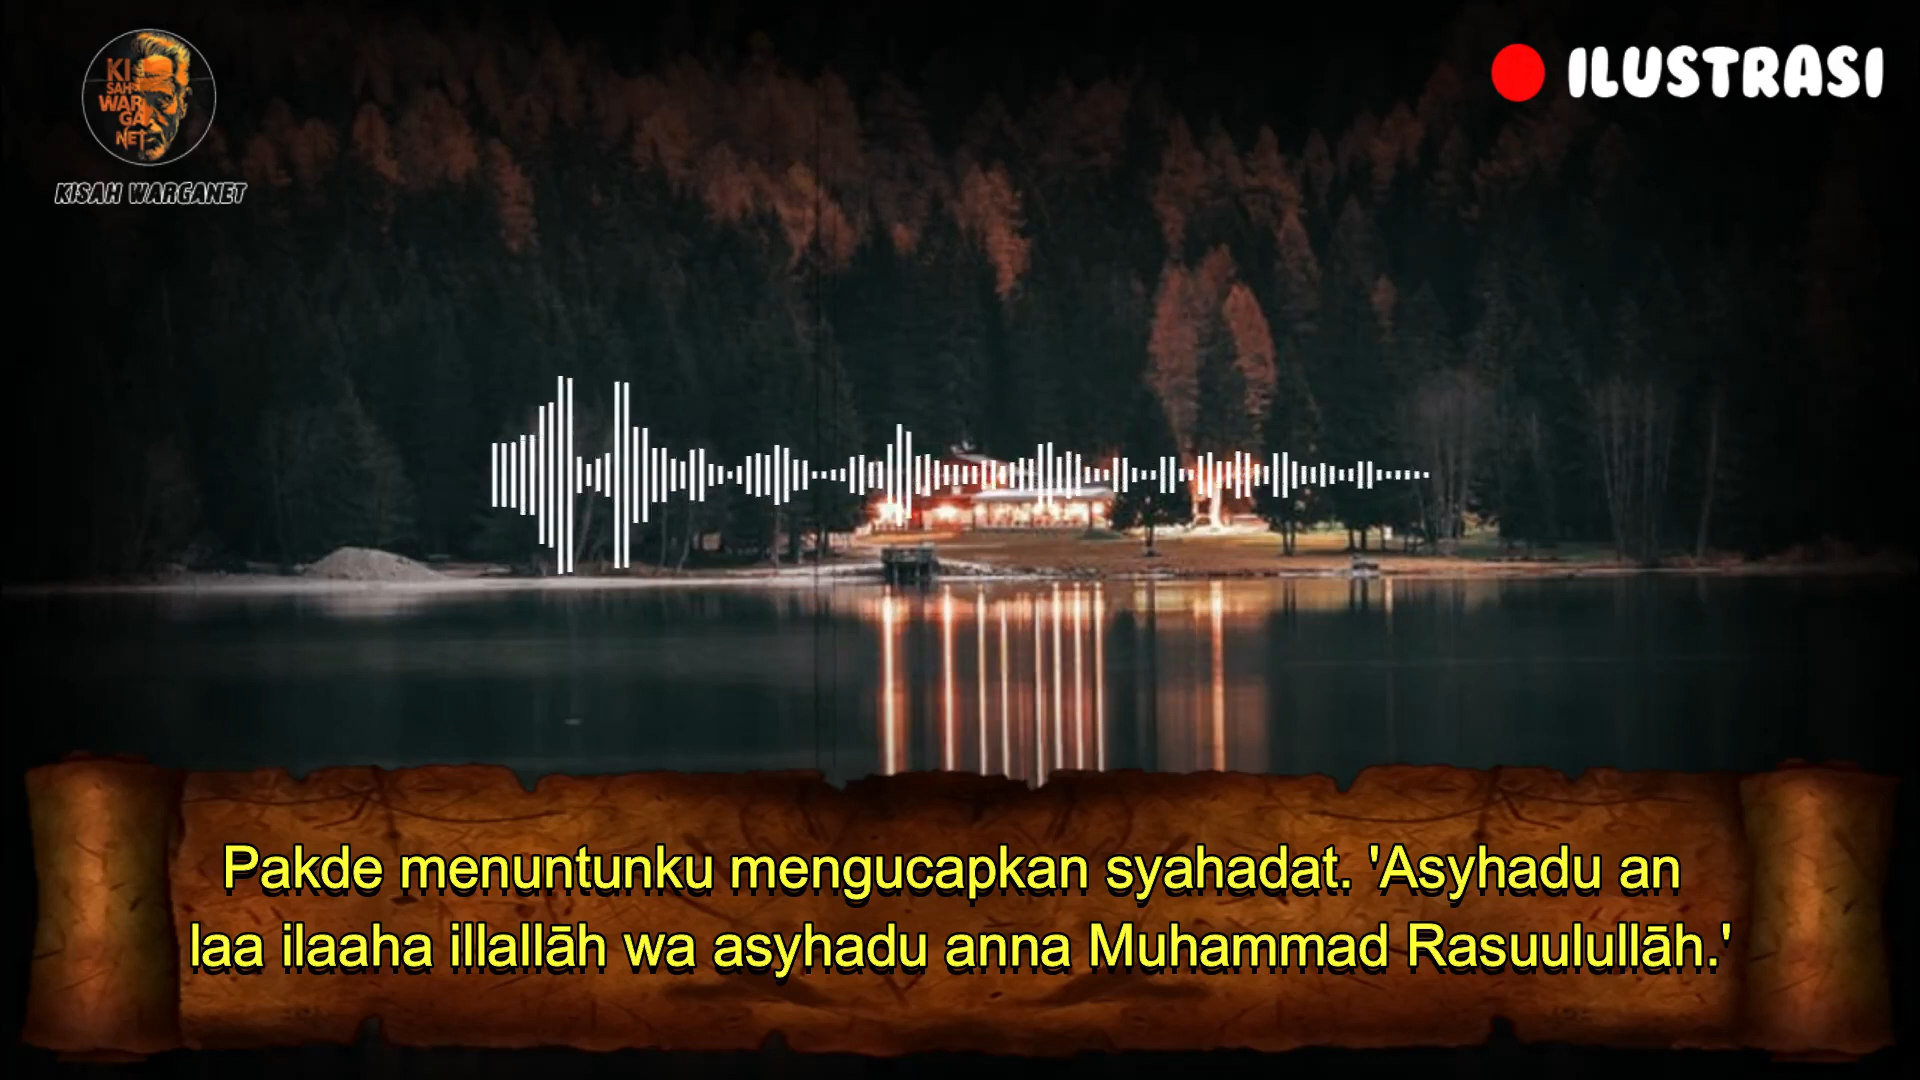 KI
SAH
WAR
GA
NET
KISAH WARGANET
ILUSTRASI
Pakde menuntunku mengucapkan syahadat. 'Asyhadu an
laa ilaaha illallāh wa asyhadu anna Muhammad Rasuulullāh.'